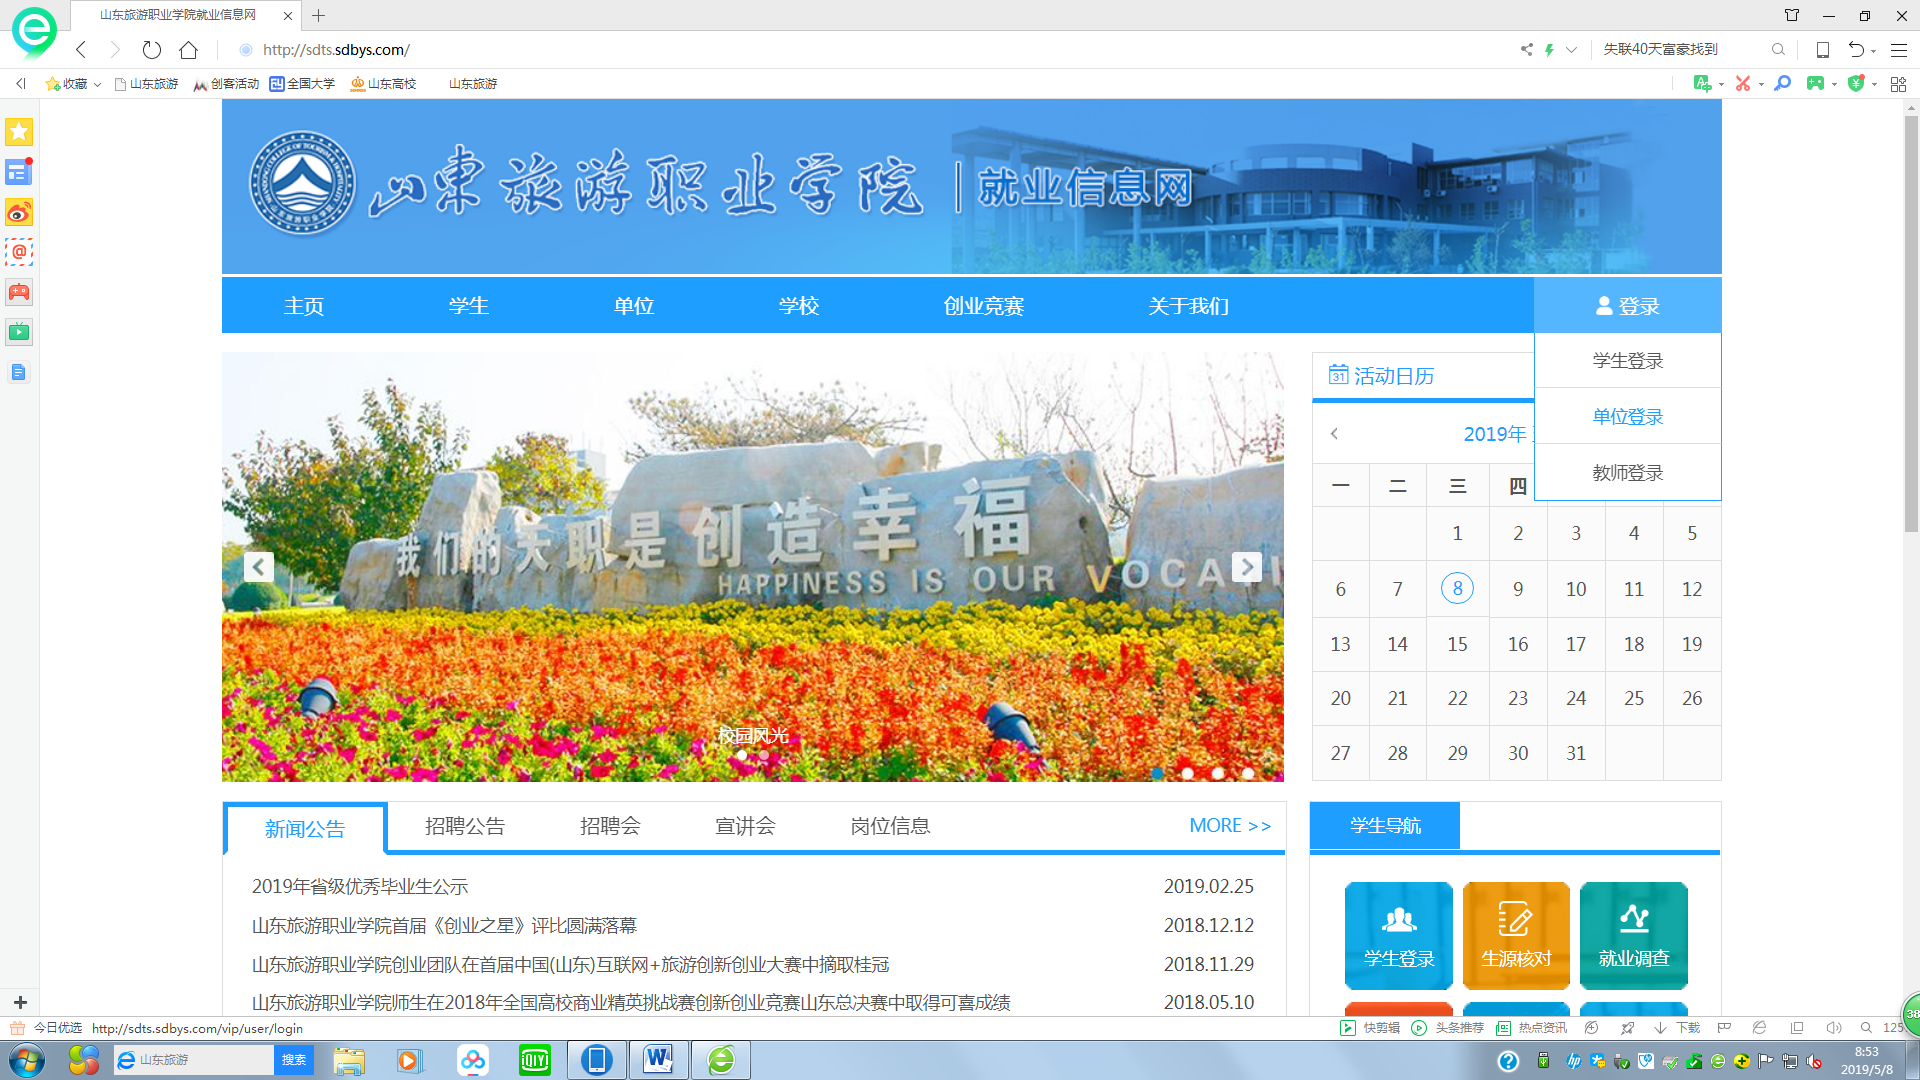 山东旅游职业学院就业信息网
http://sdts.sdbys.com/
失联40天富豪找到
收藏
山东旅游
创客活动
全国大学
山东高校
山东旅游
山东旅游职业学院
就业信息网
主页
学生
单位
学校
创业竞赛
关于我们
登录
学生登录
单位登录
教师登录
我们的天职是创造幸福
HAPPINESS IS OUR VOCATI
校园风光
31 活动日历
2019年
一 二 三 四
1 2 3 4 5
6 7 8 9 10 11 12
13 14 15 16 17 18 19
20 21 22 23 24 25 26
27 28 29 30 31
新闻公告
招聘公告
招聘会
宣讲会
岗位信息
MORE >>
2019年省级优秀毕业生公示 2019.02.25
山东旅游职业学院首届《创业之星》评比圆满落幕 2018.12.12
山东旅游职业学院创业团队在首届中国(山东)互联网+旅游创新创业大赛中摘取桂冠 2018.11.29
山东旅游职业学院师生在2018年全国高校商业精英挑战赛创新创业竞赛山东总决赛中取得可喜成绩 2018.05.10
学生导航
学生登录
生源核对
就业调查
今日优选
http://sdts.sdbys.com/vip/user/login
快剪辑
头条推荐
热点资讯
下载
125
38
山东旅游
搜索
iQIYI
8:53
2019/5/8